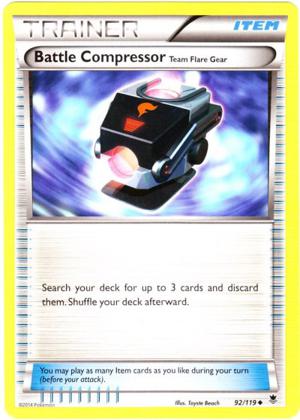 TRAINER ITEM
Battle Compressor Team Flare Gear
Search your deck for up to 3 cards and discard
them. Shuffle your deck afterward.
You may play as many Item cards as you like during your turn
(before your attack).
©2014 Pokémon Illus. Toyste Beach 92/119